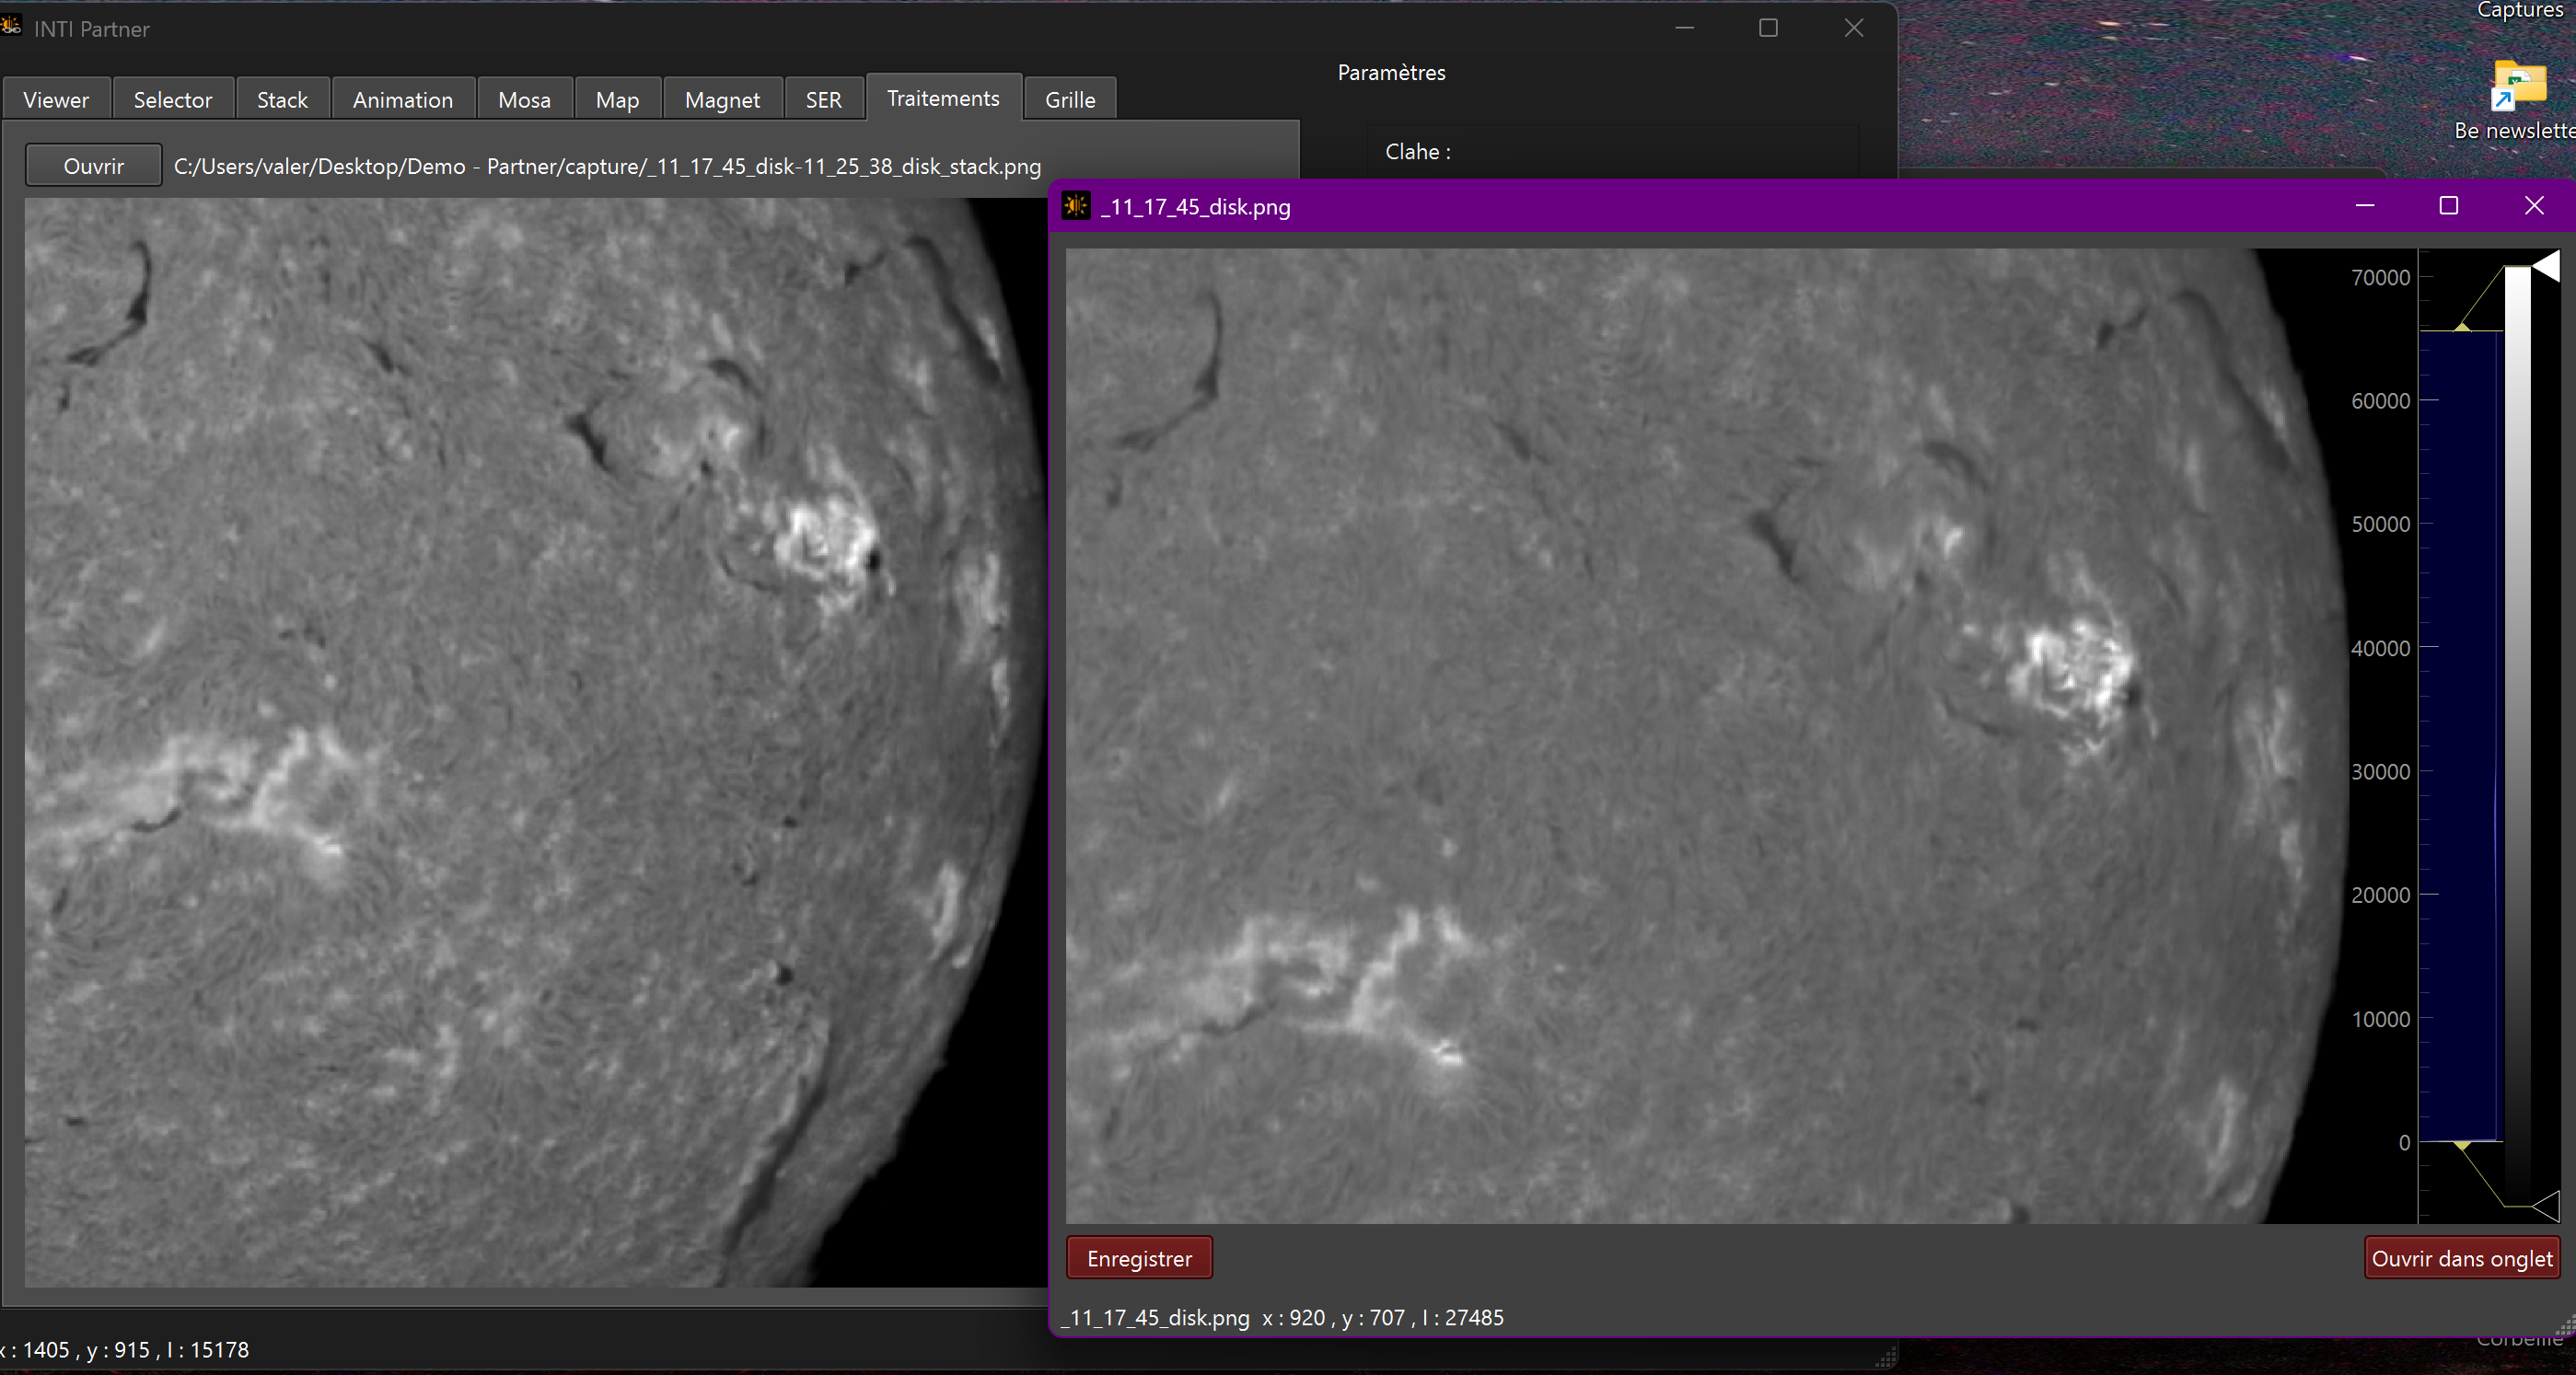 INTI Partner
Captures
Be newslette
Viewer Selector Stack Animation Mosa Map Magnet SER Traitements Grille
Paramètres
Ouvrir C:/Users/valer/Desktop/Demo - Partner/capture/_11_17_45_disk-11_25_38_disk_stack.png
Clahe :
_11_17_45_disk.png
70000
60000
50000
40000
30000
20000
10000
0
Enregistrer
Ouvrir dans onglet
_11_17_45_disk.png x : 920 , y : 707 , I : 27485
Corbeille
x : 1405 , y : 915 , I : 15178